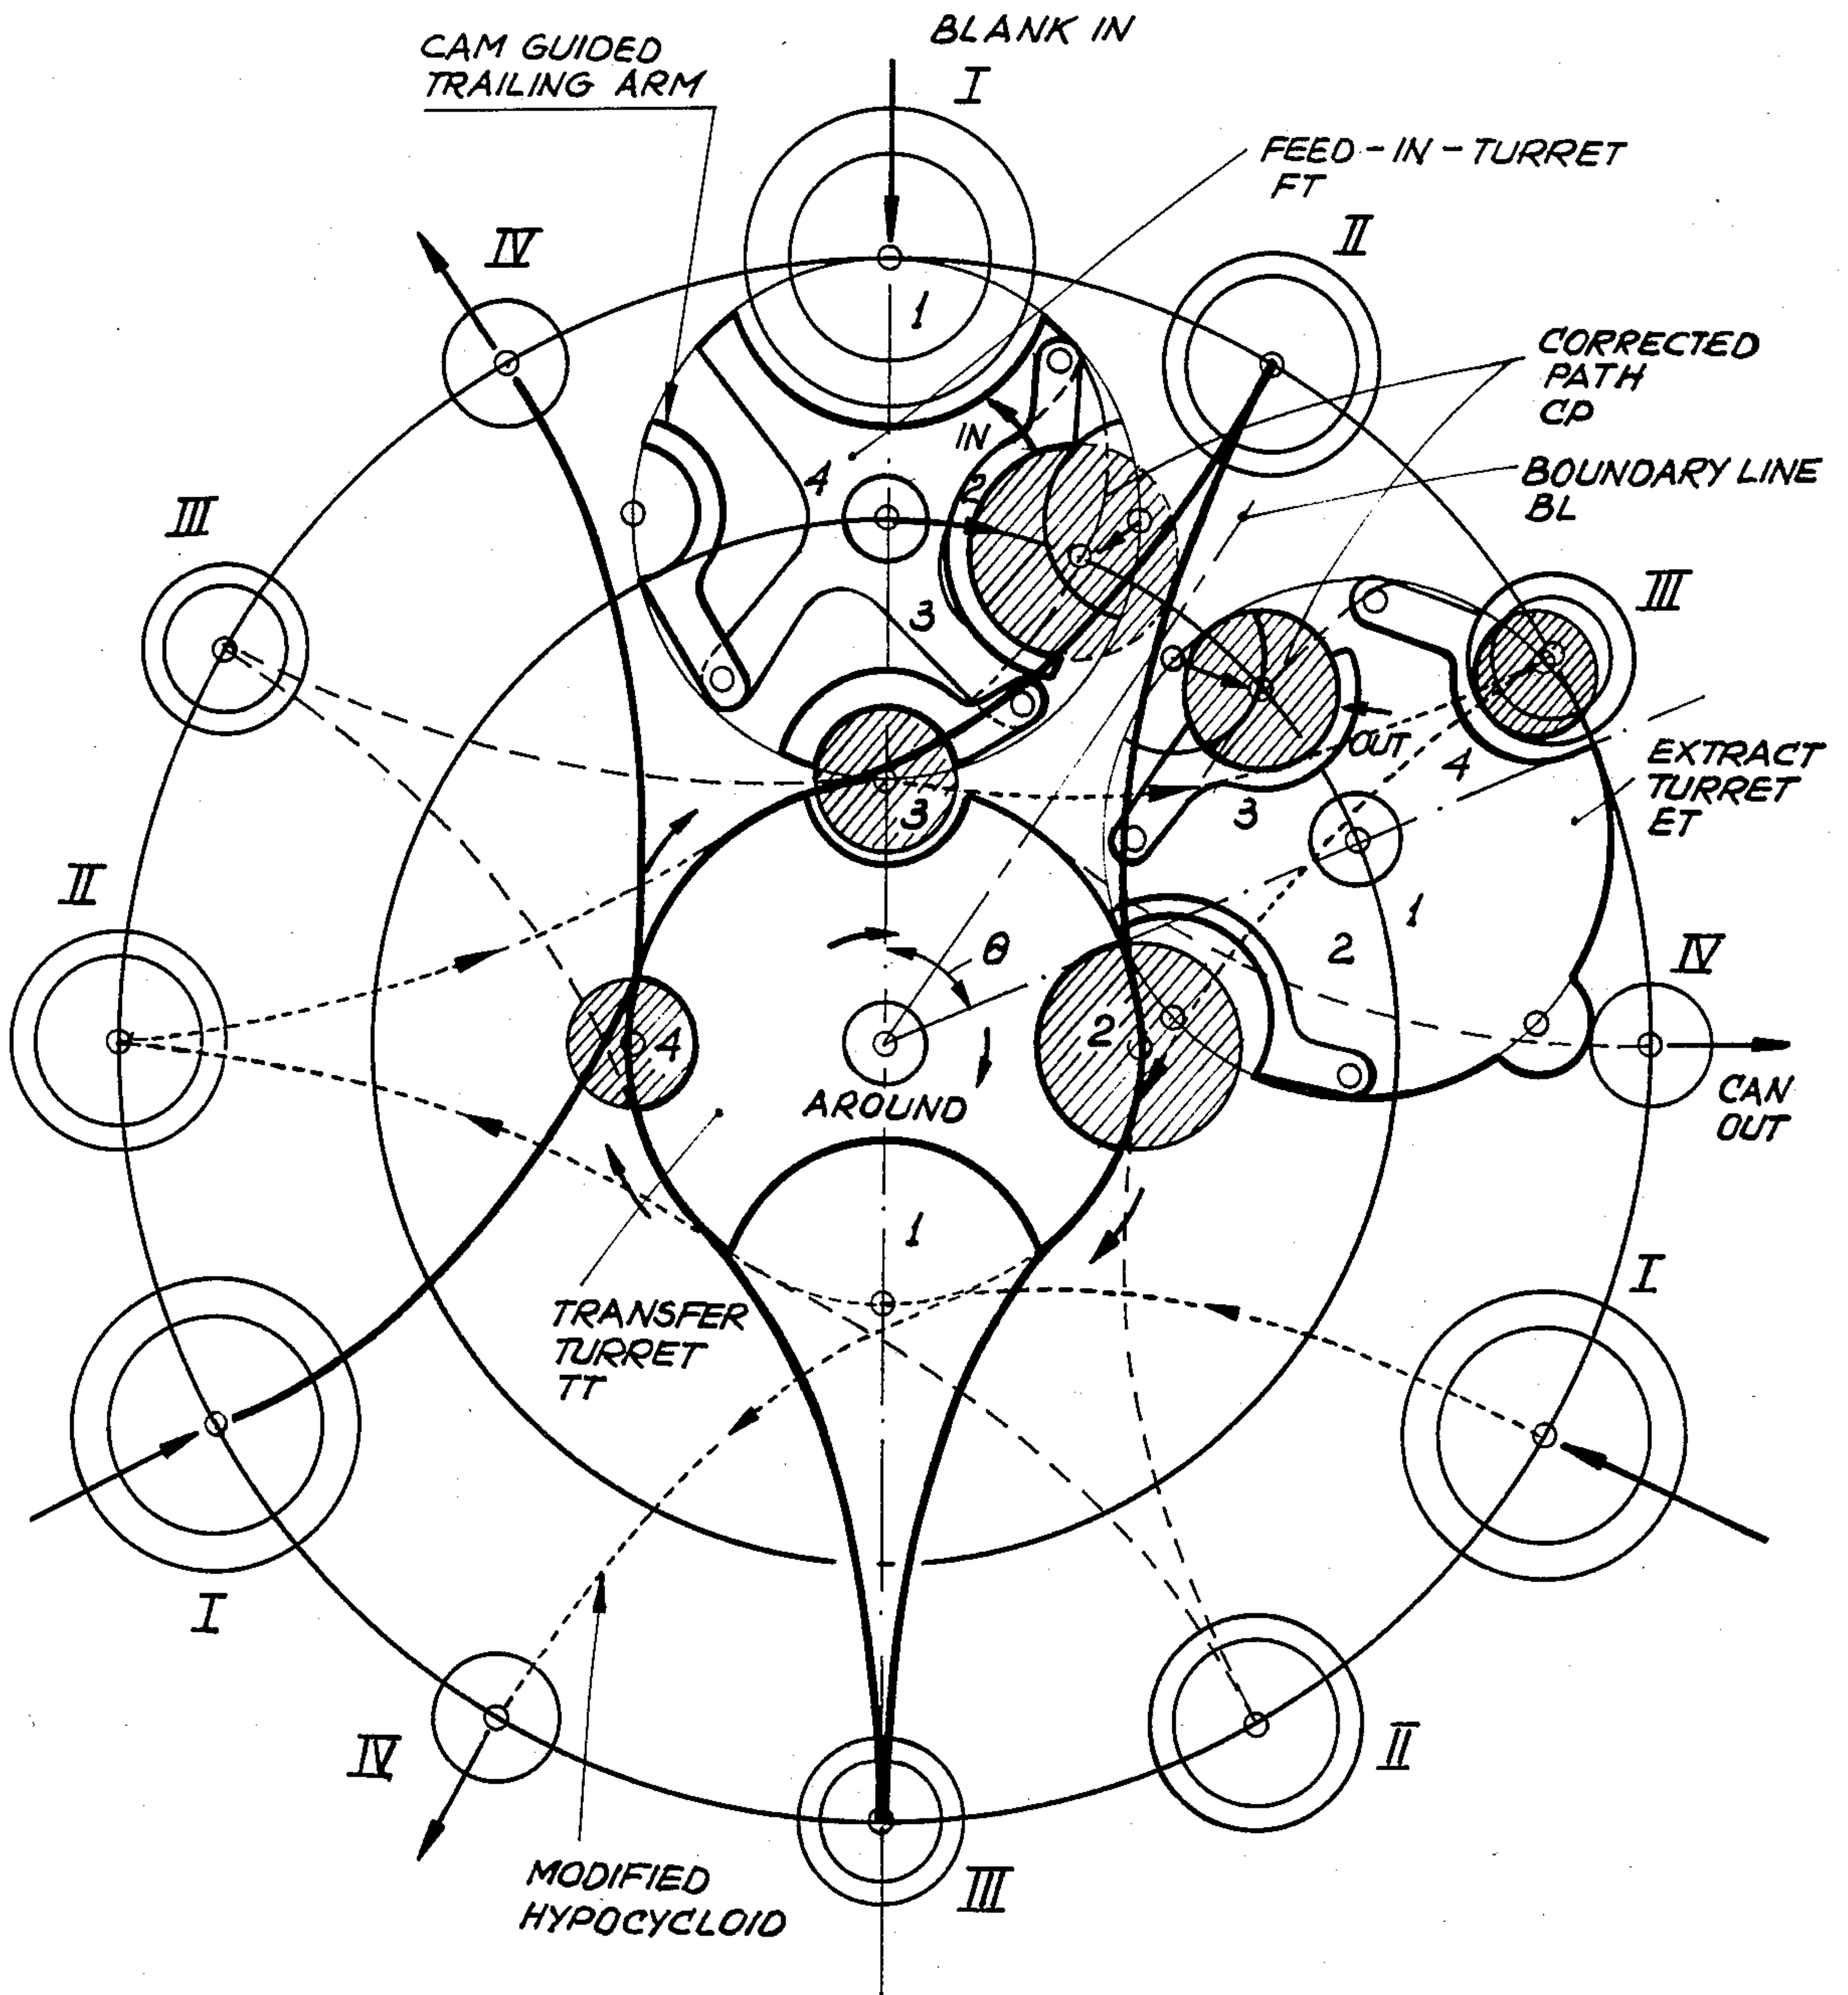 BLANK IN
I
CAM GUIDED
TRAILING ARM
FEED-IN-TURRET
FT
IV
II
1
CORRECTED
PATH
CP
IN
4
2
BOUNDARY LINE
BL
III
III
3
OUT
4
EXTRACT
TURRET
ET
3
3
II
1
θ
2
IV
4
2
AROUND
CAN
OUT
1
I
TRANSFER
TURRET
TT
I
IV
II
MODIFIED
HYPOCYCLOID
III